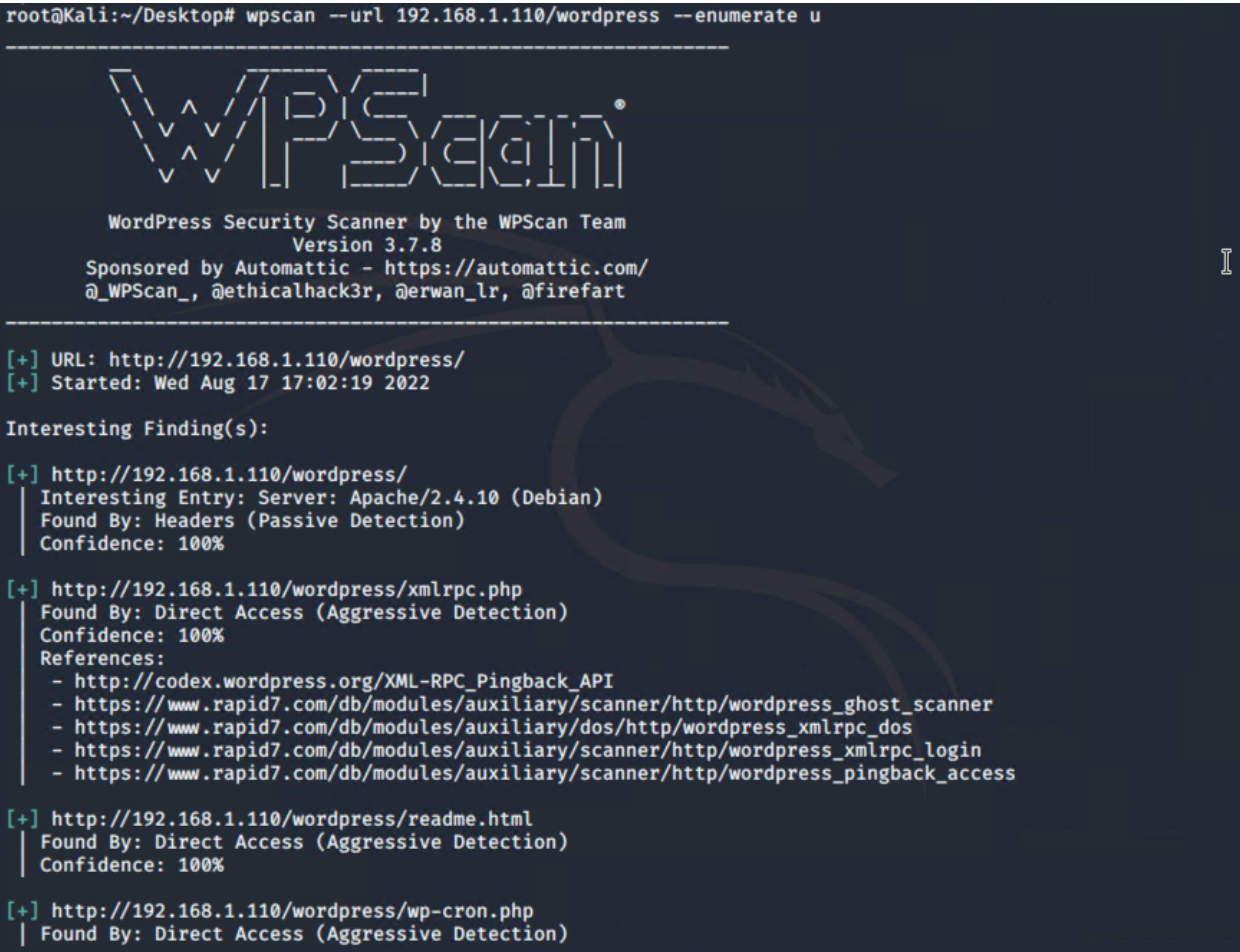 root@Kali:~/Desktop# wpscan --url 192.168.1.110/wordpress --enumerate u
WPScan®
WordPress Security Scanner by the WPScan Team
Version 3.7.8
Sponsored by Automattic - https://automattic.com/
@_WPScan_, @ethicalhack3r, @erwan_lr, @firefart
[+] URL: http://192.168.1.110/wordpress/
[+] Started: Wed Aug 17 17:02:19 2022
Interesting Finding(s):
[+] http://192.168.1.110/wordpress/
| Interesting Entry: Server: Apache/2.4.10 (Debian)
| Found By: Headers (Passive Detection)
| Confidence: 100%
[+] http://192.168.1.110/wordpress/xmlrpc.php
| Found By: Direct Access (Aggressive Detection)
| Confidence: 100%
| References:
|  - http://codex.wordpress.org/XML-RPC_Pingback_API
|  - https://www.rapid7.com/db/modules/auxiliary/scanner/http/wordpress_ghost_scanner
|  - https://www.rapid7.com/db/modules/auxiliary/dos/http/wordpress_xmlrpc_dos
|  - https://www.rapid7.com/db/modules/auxiliary/scanner/http/wordpress_xmlrpc_login
|  - https://www.rapid7.com/db/modules/auxiliary/scanner/http/wordpress_pingback_access
[+] http://192.168.1.110/wordpress/readme.html
| Found By: Direct Access (Aggressive Detection)
| Confidence: 100%
[+] http://192.168.1.110/wordpress/wp-cron.php
| Found By: Direct Access (Aggressive Detection)